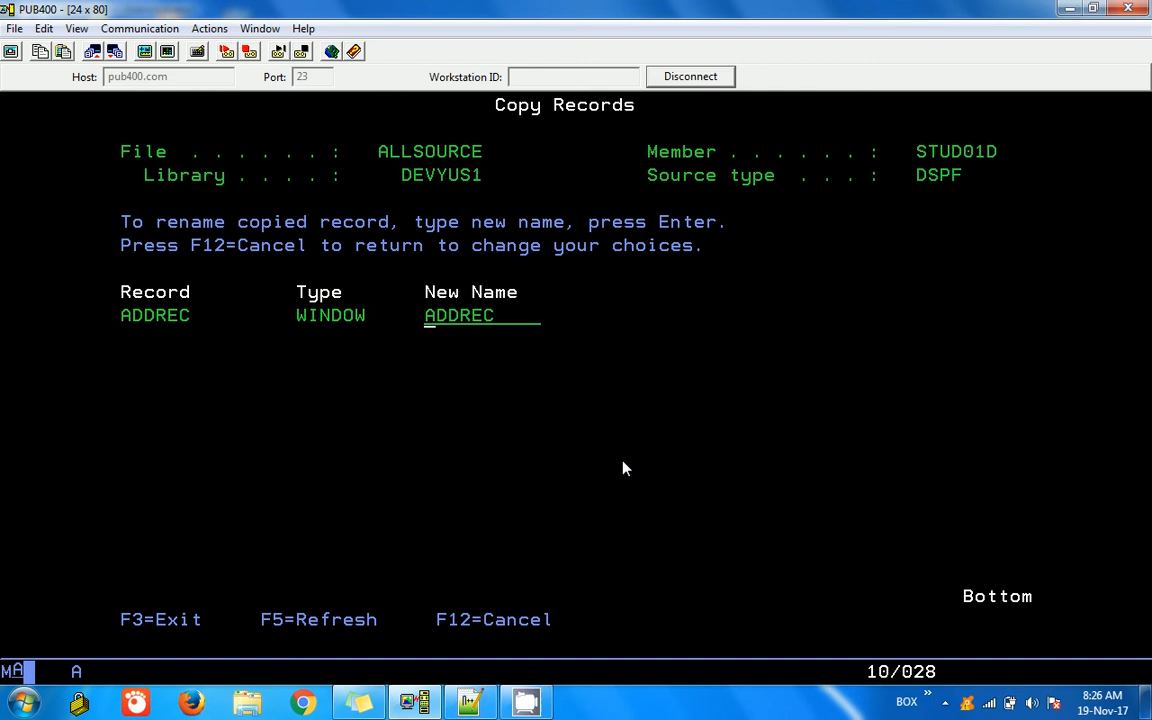 PUB400 - [24 x 80]
File Edit View Communication Actions Window Help
Host: pub400.com Port: 23 Workstation ID: Disconnect
Copy Records
File . . . . . . : ALLSOURCE Member . . . . . . : STUD01D
Library . . . . : DEVYUS1 Source type . . . : DSPF
To rename copied record, type new name, press Enter.
Press F12=Cancel to return to change your choices.
Record Type New Name
ADDREC WINDOW ADDREC
Bottom
F3=Exit F5=Refresh F12=Cancel
MA A 10/028
BOX » 8:26 AM
19-Nov-17